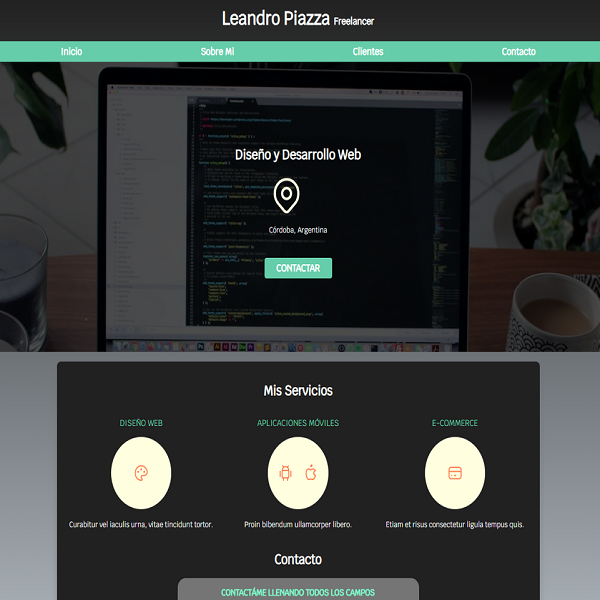 Leandro Piazza Freelancer
Inicio Sobre Mi Clientes Contacto
Diseño y Desarrollo Web
Córdoba, Argentina
CONTACTAR
Mis Servicios
DISEÑO WEB APLICACIONES MÓVILES E-COMMERCE
Curabitur vel iaculis urna, vitae tincidunt tortor. Proin bibendum ullamcorper libero. Etiam et risus consectetur ligula tempus quis.
Contacto
CONTACTÁME LLENANDO TODOS LOS CAMPOS